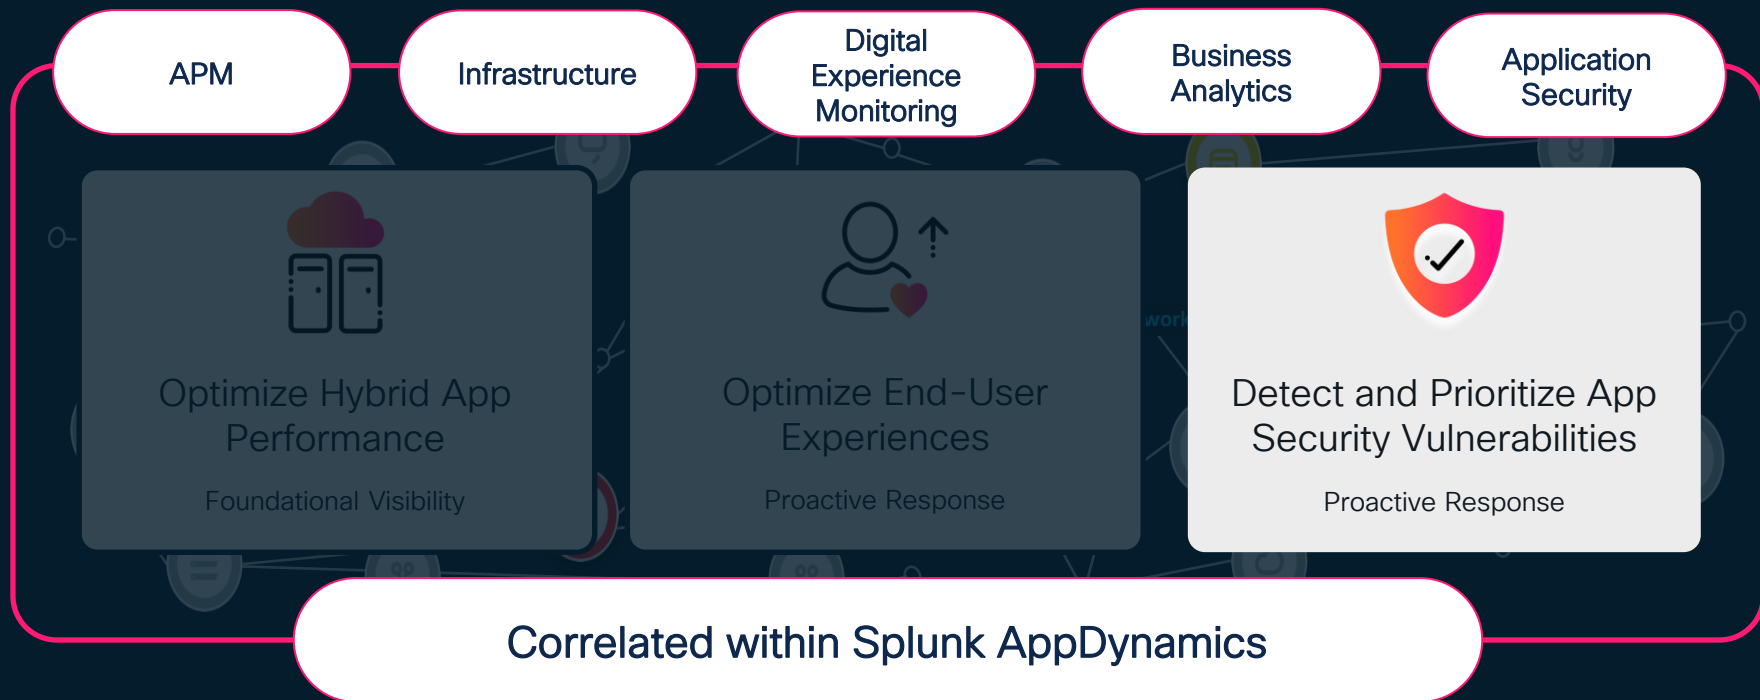 APM
Infrastructure
Digital
Experience
Monitoring
Business
Analytics
Application
Security
Optimize Hybrid App
Performance
Foundational Visibility
Optimize End-User
Experiences
Proactive Response
work
Detect and Prioritize App
Security Vulnerabilities
Proactive Response
Correlated within Splunk AppDynamics